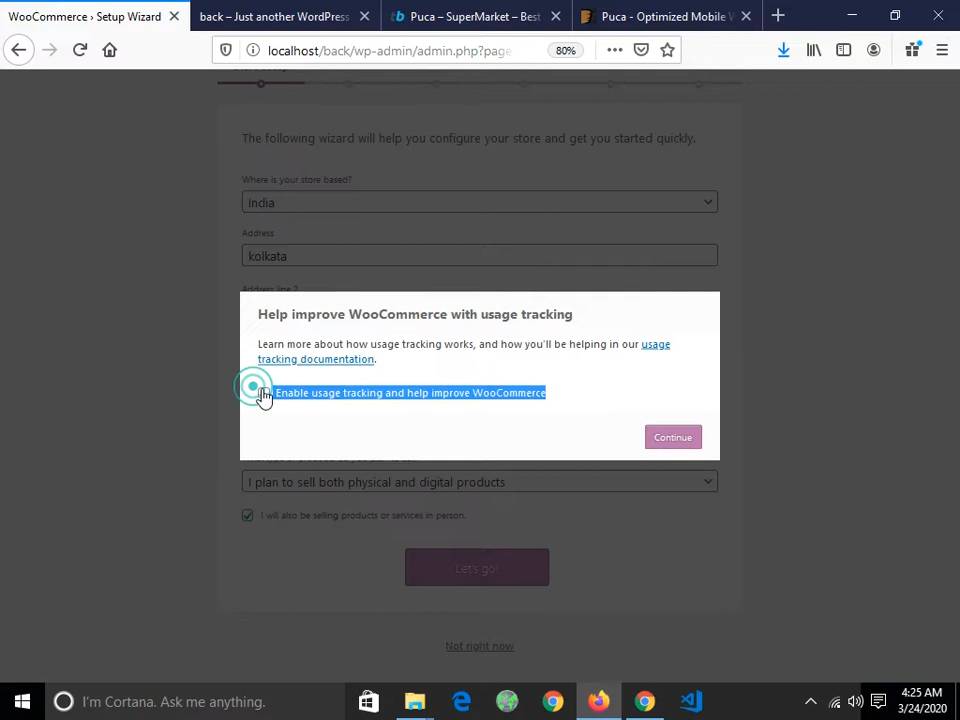 WooCommerce › Setup Wizard
back – Just another WordPress
Puca – SuperMarket – Best
Puca - Optimized Mobile W
localhost/back/wp-admin/admin.php?page
80%
The following wizard will help you configure your store and get you started quickly.
Where is your store based?
India
Address
kolkata
Address line 2
Help improve WooCommerce with usage tracking
Learn more about how usage tracking works, and how you'll be helping in our usage
tracking documentation.
Enable usage tracking and help improve WooCommerce
Continue
I plan to sell both physical and digital products
I will also be selling products or services in person.
Let's go!
Not right now
I'm Cortana. Ask me anything.
4:25 AM
3/24/2020